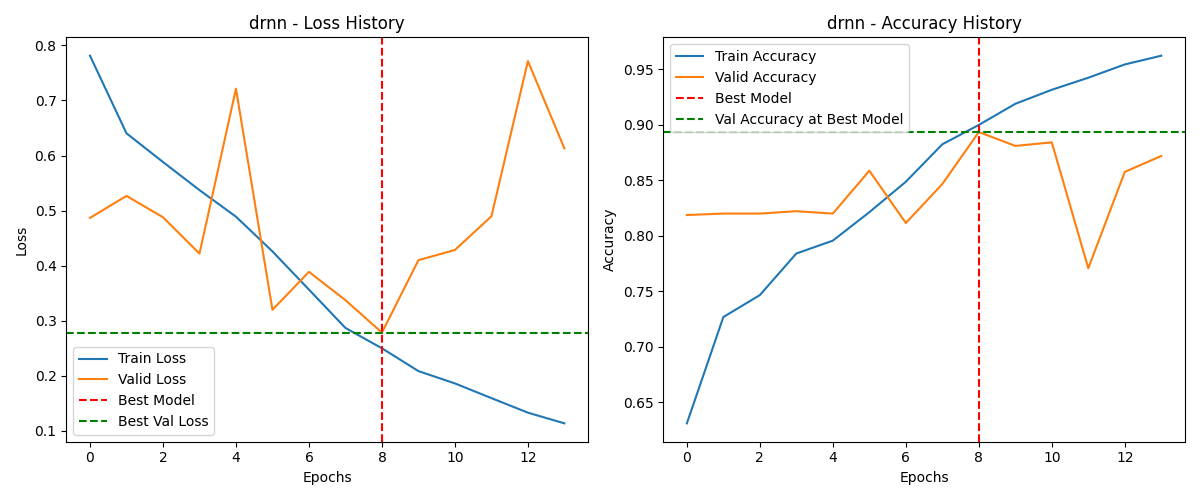 drnn - Loss History
0.8
0.7
0.6
0.5
0.4
0.3
0.2
0.1
Loss
Train Loss
Valid Loss
Best Model
Best Val Loss
0 2 4 6 8 10 12
Epochs
drnn - Accuracy History
0.95
0.90
0.85
0.80
0.75
0.70
0.65
Accuracy
Train Accuracy
Valid Accuracy
Best Model
Val Accuracy at Best Model
0 2 4 6 8 10 12
Epochs